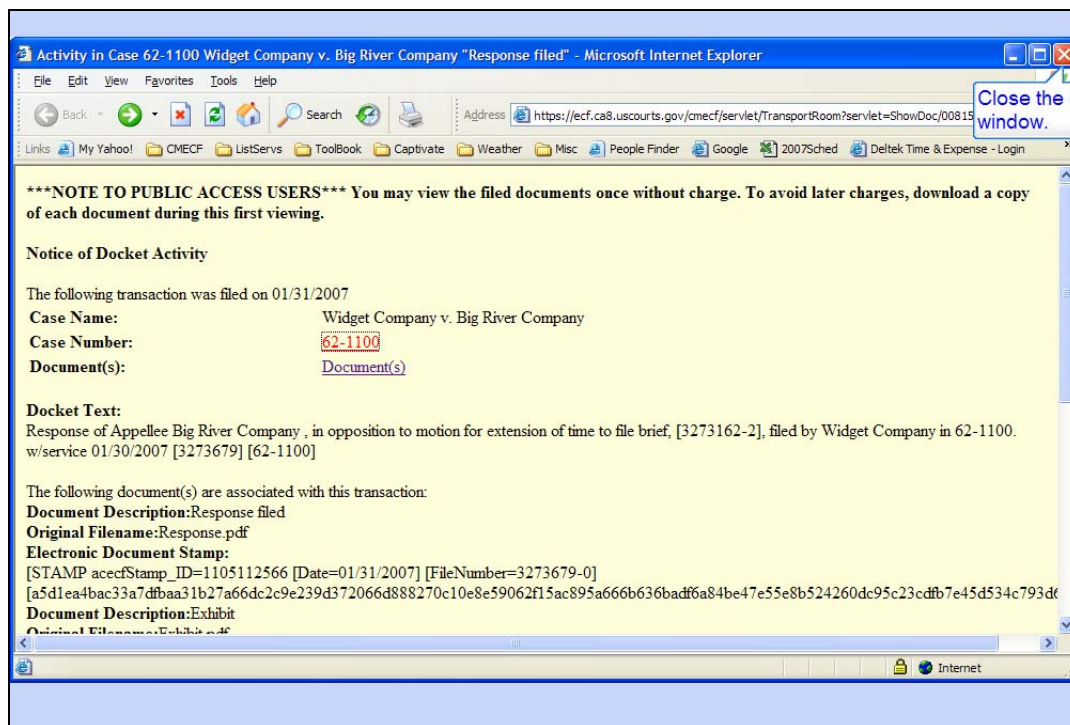 Activity in Case 62-1100 Widget Company v. Big River Company "Response filed" - Microsoft Internet Explorer
File Edit View Favorites Tools Help
Back Search Address https://ecf.ca8.uscourts.gov/cmecf/servlet/TransportRoom?servlet=ShowDoc/00815
Close the
window.
Links My Yahoo! CMECF ListServs ToolBook Captivate Weather Misc People Finder Google 2007Sched Deltek Time & Expense - Login »
***NOTE TO PUBLIC ACCESS USERS*** You may view the filed documents once without charge. To avoid later charges, download a copy
of each document during this first viewing.
Notice of Docket Activity
The following transaction was filed on 01/31/2007
Case Name: Widget Company v. Big River Company
Case Number: 62-1100
Document(s): Document(s)
Docket Text:
Response of Appellee Big River Company , in opposition to motion for extension of time to file brief, [3273162-2], filed by Widget Company in 62-1100.
w/service 01/30/2007 [3273679] [62-1100]
The following document(s) are associated with this transaction:
Document Description:Response filed
Original Filename:Response.pdf
Electronic Document Stamp:
[STAMP acecfStamp_ID=1105112566 [Date=01/31/2007] [FileNumber=3273679-0]
[a5d1ea4bac33a7dfbaa31b27a66dc2c9e239d372066d888270c10e8e59062f15ac895a666b636badf6a84be47e55e8b524260dc95c23cdfb7e45d534c793d6
Document Description:Exhibit
Original Filename:Exhibit.pdf
Internet